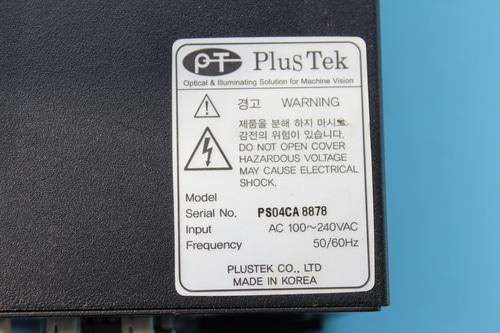 PT PlusTek
Optical & Illuminating Solution for Machine Vision
경고 WARNING
제품을 분해 하지 마시오.
감전의 위험이 있습니다.
DO NOT OPEN COVER
HAZARDOUS VOLTAGE
MAY CAUSE ELECTRICAL
SHOCK.
Model
Serial No. PS04CA 8878
Input AC 100~240VAC
Frequency 50/60Hz
PLUSTEK CO., LTD
MADE IN KOREA